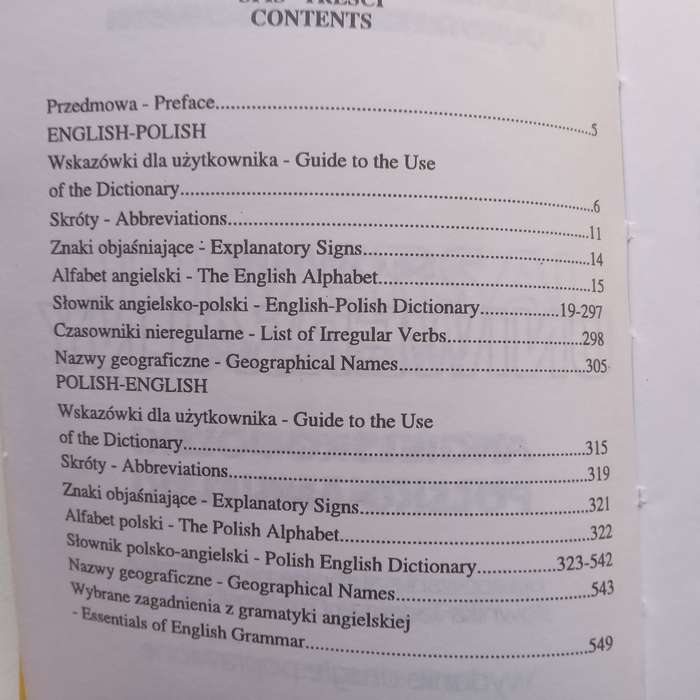 SPIS TREŚCI
CONTENTS
Przedmowa - Preface.................................................5
ENGLISH-POLISH
Wskazówki dla użytkownika - Guide to the Use
of the Dictionary.................................................6
Skróty - Abbreviations.................................................11
Znaki objaśniające - Explanatory Signs.................................14
Alfabet angielski - The English Alphabet.................................15
Słownik angielsko-polski - English-Polish Dictionary................19-297
Czasowniki nieregularne - List of Irregular Verbs.......................298
Nazwy geograficzne - Geographical Names.................................305
POLISH-ENGLISH
Wskazówki dla użytkownika - Guide to the Use
of the Dictionary.................................................315
Skróty - Abbreviations.................................................319
Znaki objaśniające - Explanatory Signs.................................321
Alfabet polski - The Polish Alphabet.................................322
Słownik polsko-angielski - Polish English Dictionary................323-542
Nazwy geograficzne - Geographical Names.................................543
Wybrane zagadnienia z gramatyki angielskiej
- Essentials of English Grammar.................................549